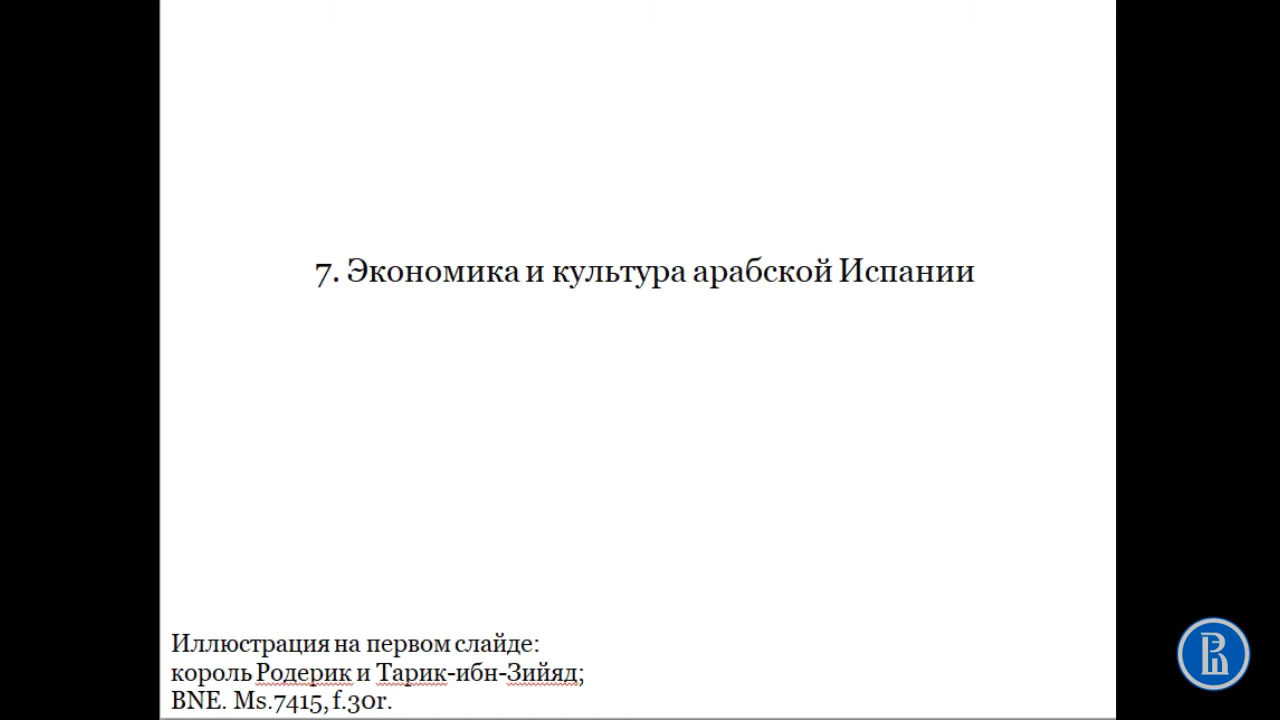 7. Экономика и культура арабской Испании
Иллюстрация на первом слайде:
король Родерик и Тарик-ибн-Зийяд;
BNE. Ms.7415, f.30r.